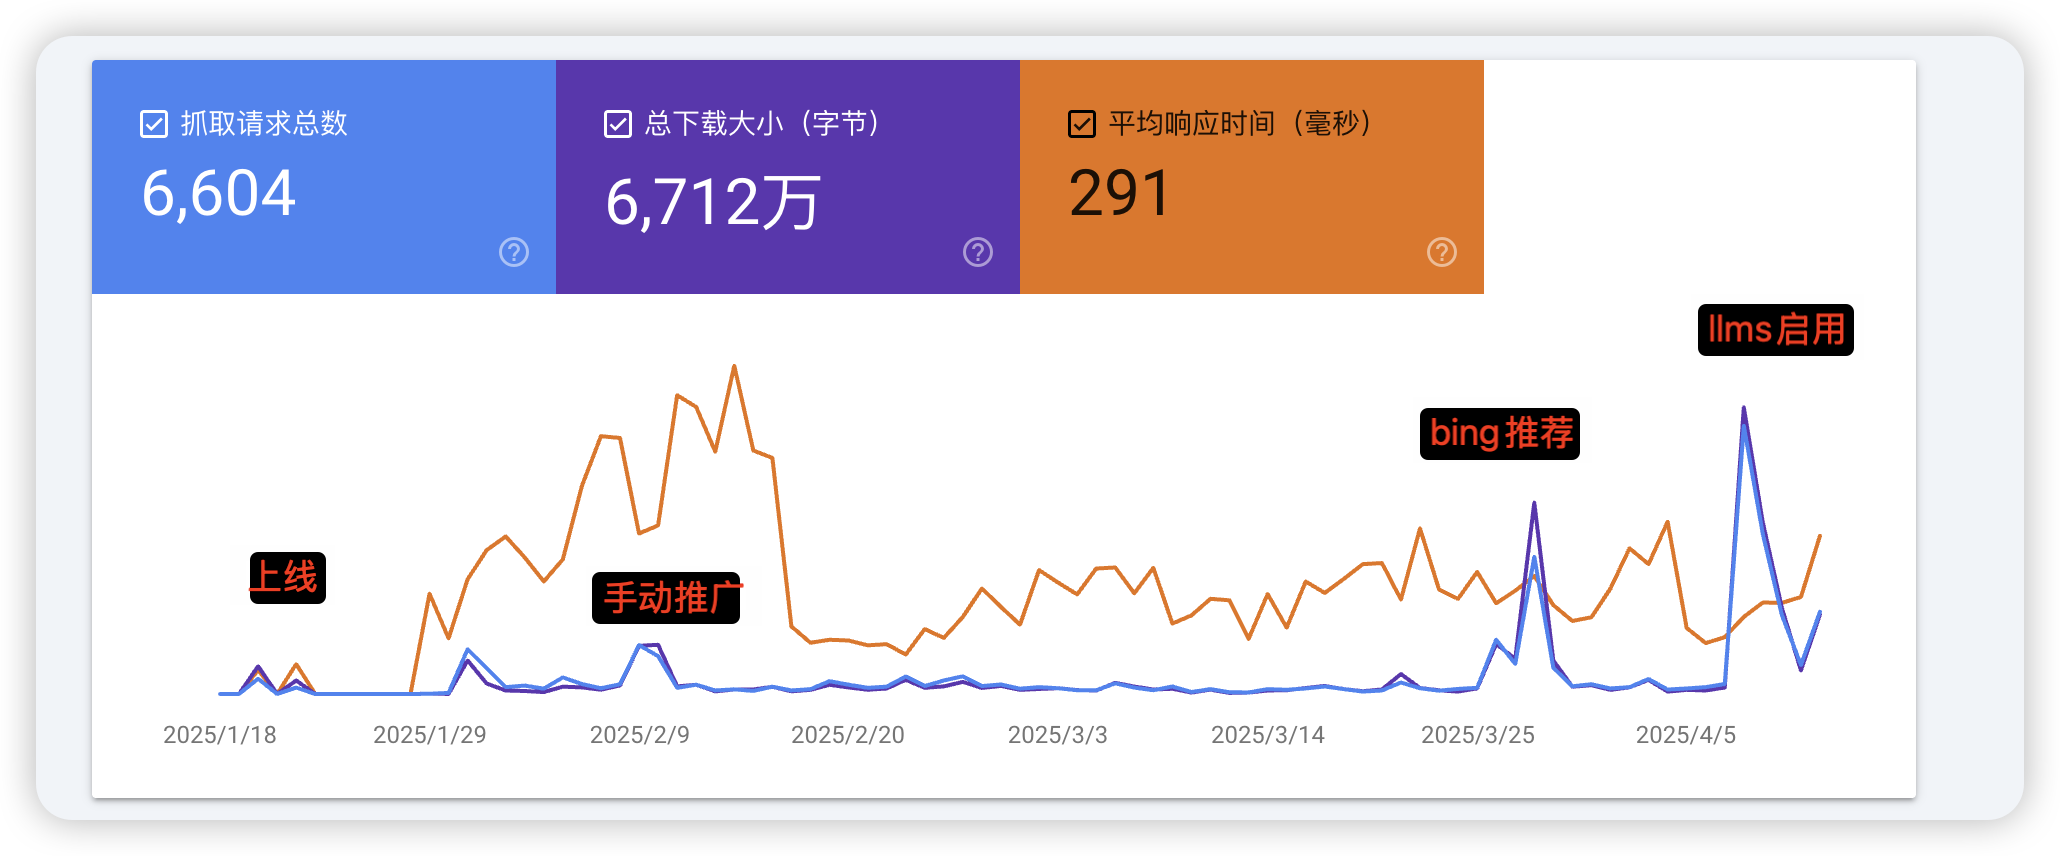 抓取请求总数
6,604
总下载大小（字节）
6,712万
平均响应时间（毫秒）
291
llms启用
bing推荐
上线
手动推广
2025/1/18
2025/1/29
2025/2/9
2025/2/20
2025/3/3
2025/3/14
2025/3/25
2025/4/5